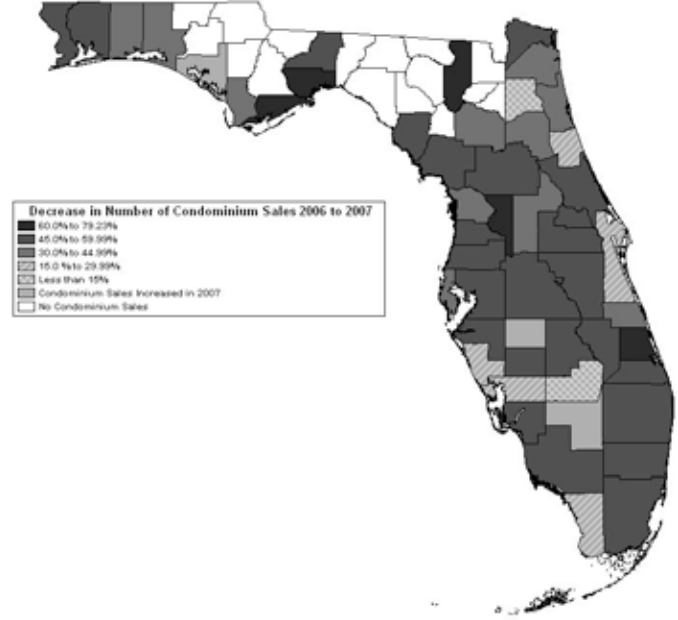 Decrease in Number of Condominium Sales 2006 to 2007
60.0% to 79.23%
45.0% to 59.99%
30.0% to 44.99%
15.0 % to 29.99%
Less than 15%
Condominium Sales Increased in 2007
No Condominium Sales